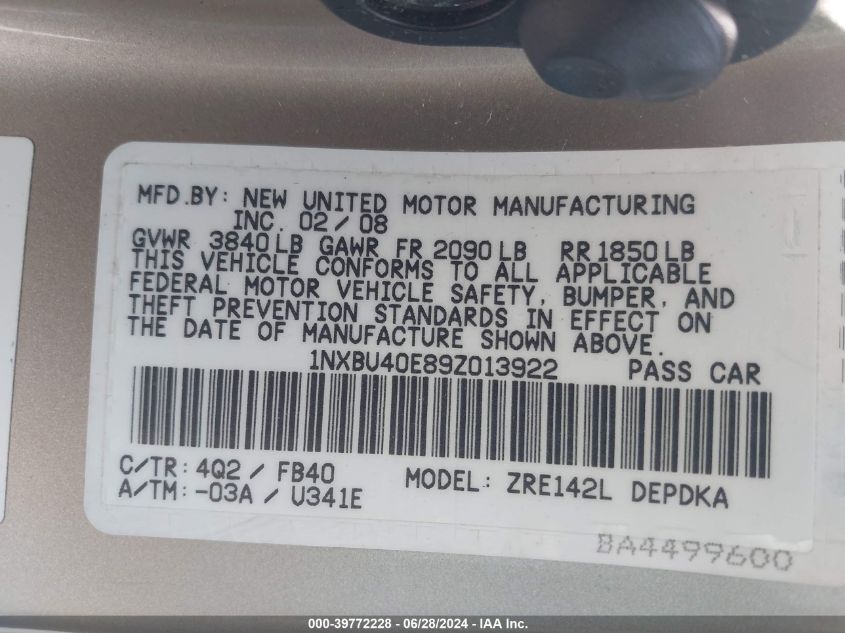 MFD.BY: NEW UNITED MOTOR MANUFACTURING
INC. 02/08
GVWR 3840LB GAWR FR 2090LB RR1850LB
THIS VEHICLE CONFORMS TO ALL APPLICABLE
FEDERAL MOTOR VEHICLE SAFETY, BUMPER, AND
THEFT PREVENTION STANDARDS IN EFFECT ON
THE DATE OF MANUFACTURE SHOWN ABOVE.
1NXBU40E89Z013922 PASS CAR
C/TR: 4Q2 / FB40 MODEL: ZRE142L DEPDKA
A/TM: -03A / U341E
BA4499600
000-39772228 - 06/28/2024 - IAA Inc.